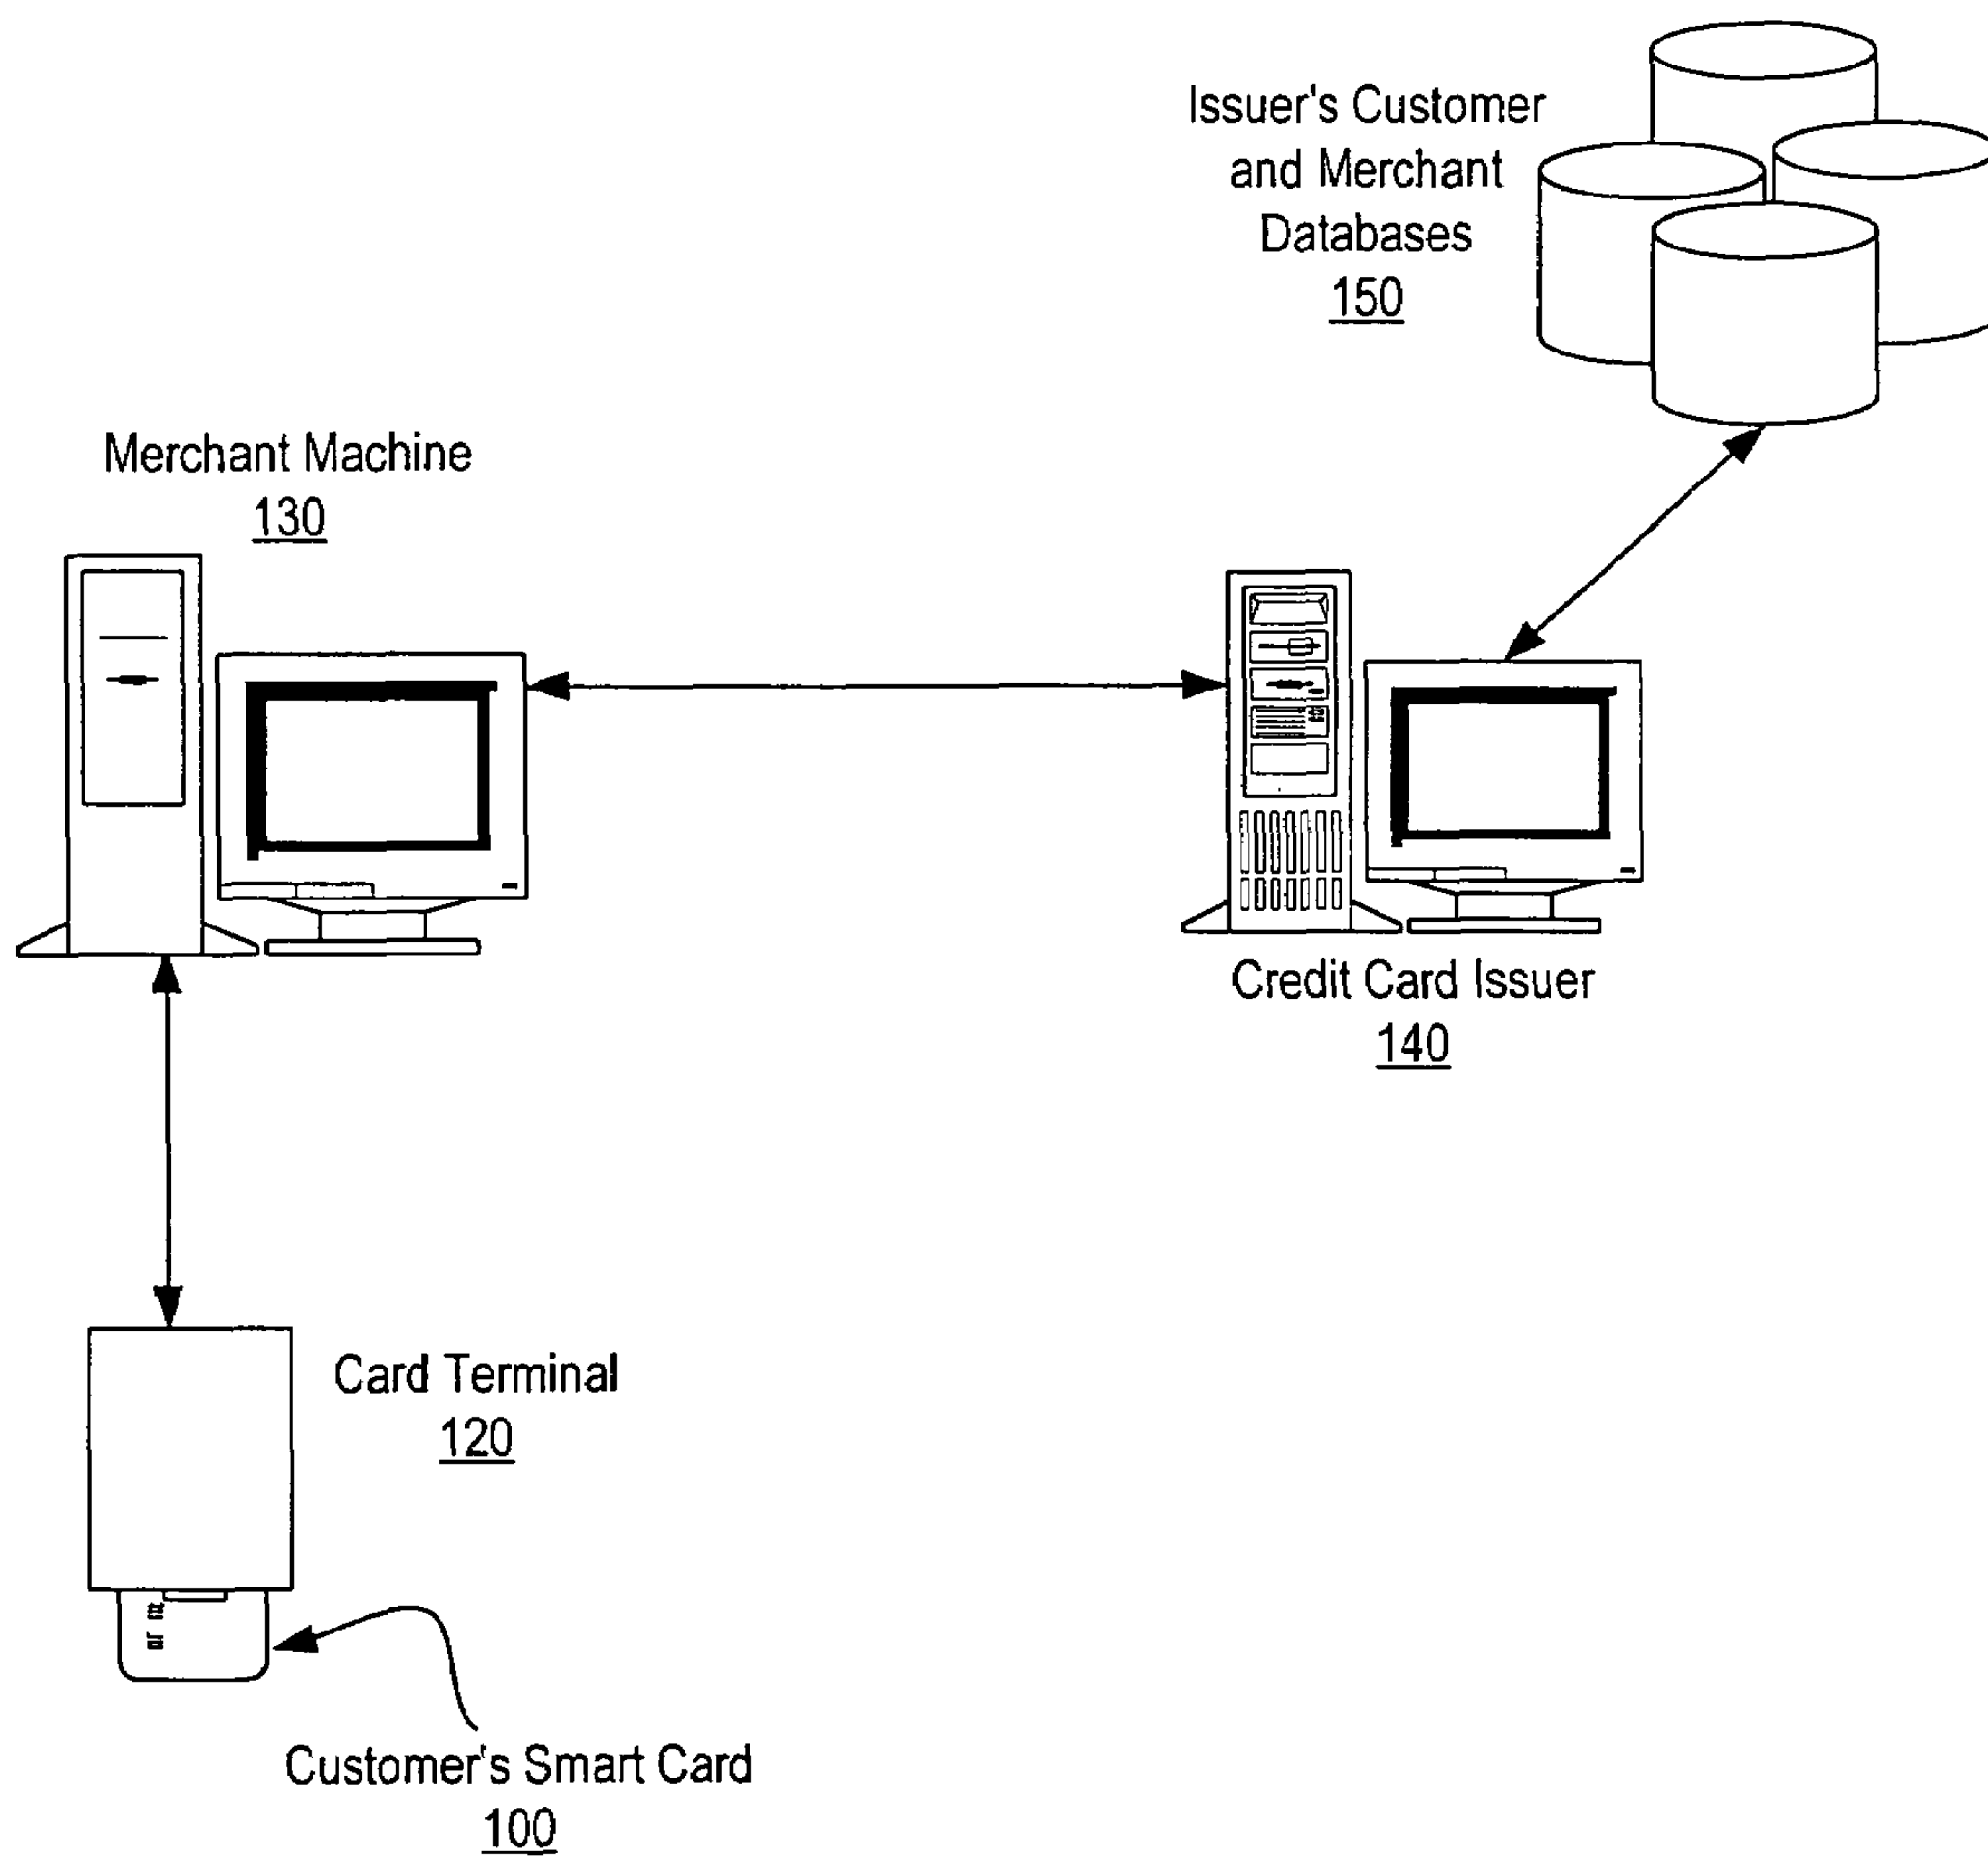 Issuer's Customer
and Merchant
Databases
150
Merchant Machine
130
Credit Card Issuer
140
Card Terminal
120
Customer's Smart Card
100